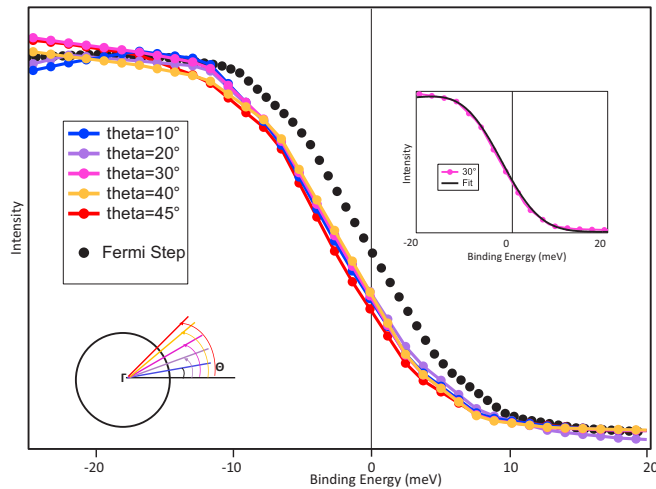 Intensity
theta=10°
theta=20°
theta=30°
theta=40°
theta=45°
Fermi Step
Γ
Θ
-20
-10
0
10
20
Binding Energy (meV)
Intensity
30°
Fit
-20
0
20
Binding Energy (meV)